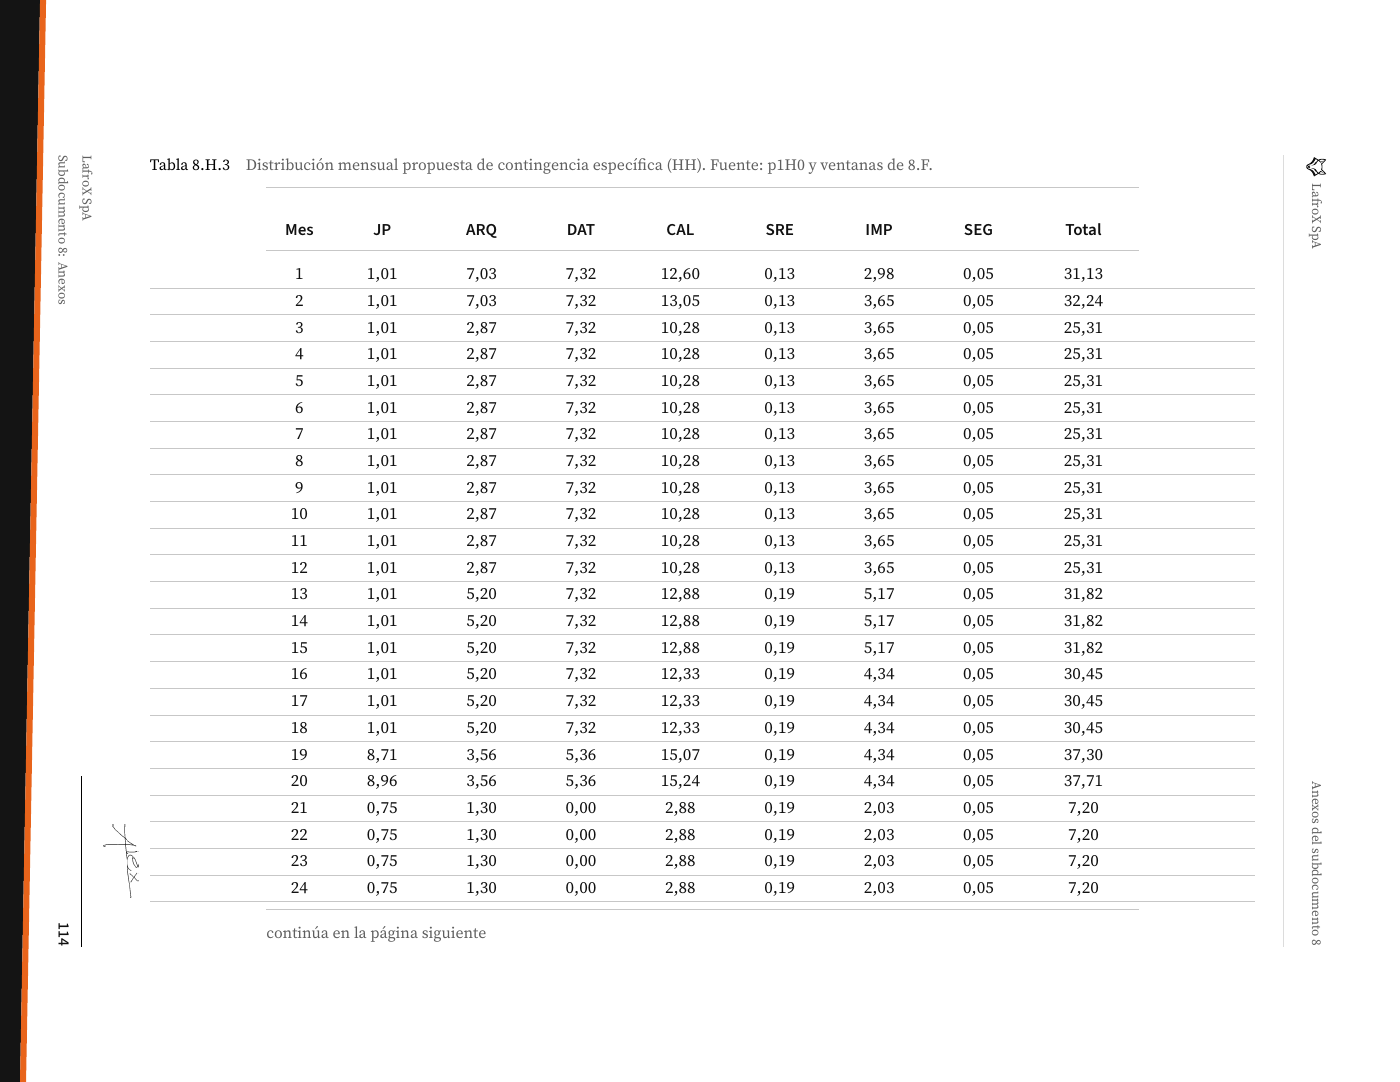 LafroX SpA
Subdocumento 8: Anexos
Tabla 8.H.3 Distribución mensual propuesta de contingencia específica (HH). Fuente: p1H0 y ventanas de 8.F.
Mes JP ARQ DAT CAL SRE IMP SEG Total
1 1,01 7,03 7,32 12,60 0,13 2,98 0,05 31,13
2 1,01 7,03 7,32 13,05 0,13 3,65 0,05 32,24
3 1,01 2,87 7,32 10,28 0,13 3,65 0,05 25,31
4 1,01 2,87 7,32 10,28 0,13 3,65 0,05 25,31
5 1,01 2,87 7,32 10,28 0,13 3,65 0,05 25,31
6 1,01 2,87 7,32 10,28 0,13 3,65 0,05 25,31
7 1,01 2,87 7,32 10,28 0,13 3,65 0,05 25,31
8 1,01 2,87 7,32 10,28 0,13 3,65 0,05 25,31
9 1,01 2,87 7,32 10,28 0,13 3,65 0,05 25,31
10 1,01 2,87 7,32 10,28 0,13 3,65 0,05 25,31
11 1,01 2,87 7,32 10,28 0,13 3,65 0,05 25,31
12 1,01 2,87 7,32 10,28 0,13 3,65 0,05 25,31
13 1,01 5,20 7,32 12,88 0,19 5,17 0,05 31,82
14 1,01 5,20 7,32 12,88 0,19 5,17 0,05 31,82
15 1,01 5,20 7,32 12,88 0,19 5,17 0,05 31,82
16 1,01 5,20 7,32 12,33 0,19 4,34 0,05 30,45
17 1,01 5,20 7,32 12,33 0,19 4,34 0,05 30,45
18 1,01 5,20 7,32 12,33 0,19 4,34 0,05 30,45
19 8,71 3,56 5,36 15,07 0,19 4,34 0,05 37,30
20 8,96 3,56 5,36 15,24 0,19 4,34 0,05 37,71
21 0,75 1,30 0,00 2,88 0,19 2,03 0,05 7,20
22 0,75 1,30 0,00 2,88 0,19 2,03 0,05 7,20
23 0,75 1,30 0,00 2,88 0,19 2,03 0,05 7,20
24 0,75 1,30 0,00 2,88 0,19 2,03 0,05 7,20
continúa en la página siguiente
Alex
114
LafroX SpA
Anexos del subdocumento 8